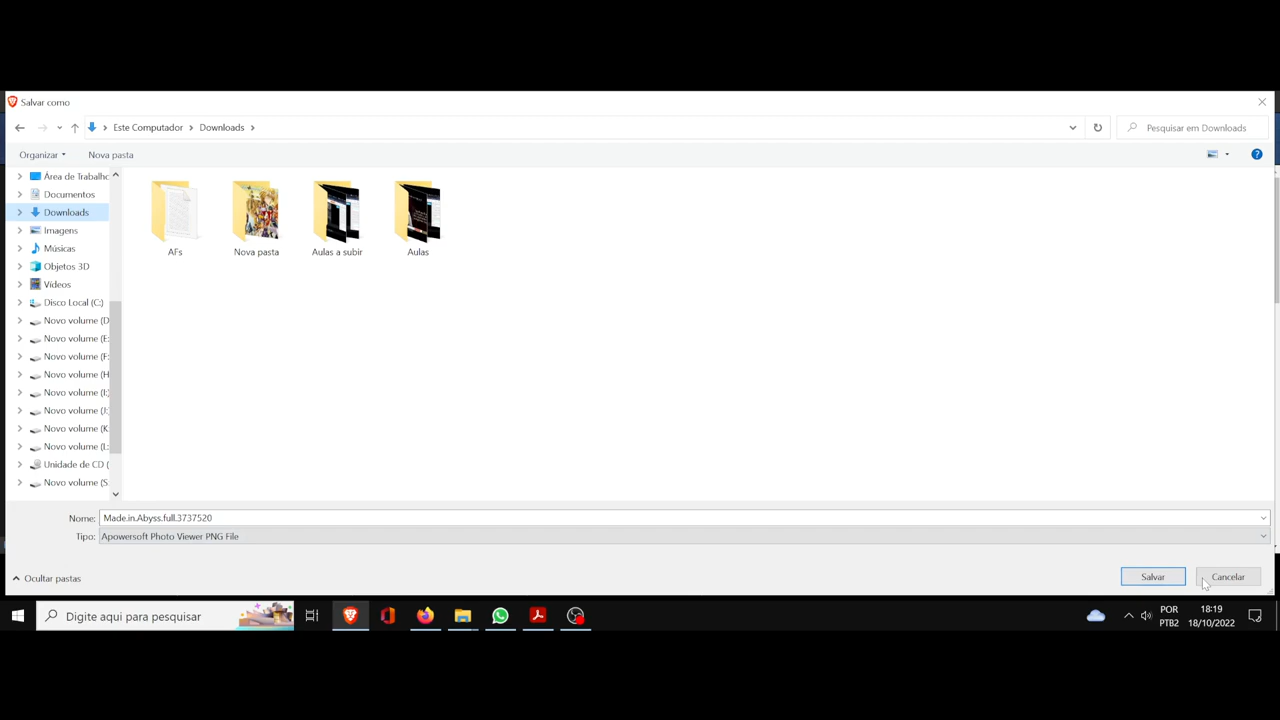 Salvar como
Este Computador
Downloads
Pesquisar em Downloads
Organizar
Nova pasta
Área de Trabalho
Documentos
Downloads
Imagens
Músicas
Objetos 3D
Vídeos
Disco Local (C:)
Novo volume (D
Novo volume (E:
Novo volume (F:
Novo volume (H
Novo volume (I:)
Novo volume (J:)
Novo volume (K
Novo volume (L:
Unidade de CD (
Novo volume (S:
AFs
Nova pasta
Aulas a subir
Aulas
Nome: Made.in.Abyss.full.3737520
Tipo: Apowersoft Photo Viewer PNG File
Ocultar pastas
Salvar
Cancelar
Digite aqui para pesquisar
POR
PTB2
18:19
18/10/2022